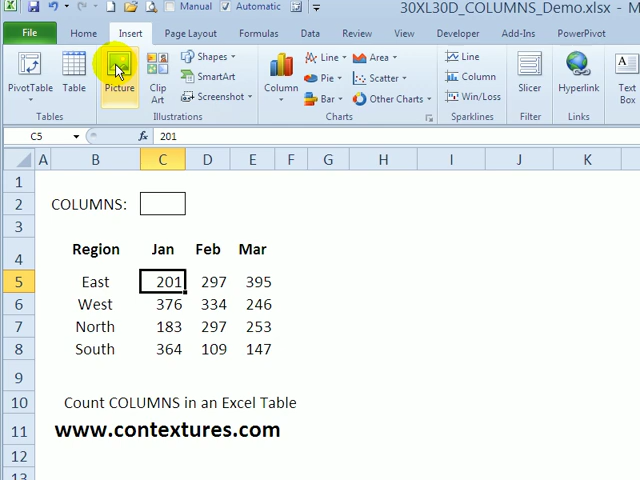 Manual Automatic 30XL30D_COLUMNS_Demo.xlsx - M
File Home Insert Page Layout Formulas Data Review View Developer Add-Ins PowerPivot
PivotTable Table Picture Clip Art Shapes SmartArt Screenshot Column Line Pie Bar Area Scatter Other Charts Line Column Win/Loss Slicer Hyperlink Text Box
Tables Illustrations Charts Sparklines Filter Links
C5 fx 201
A B C D E F G H I J K
1
2 COLUMNS:
3
4 Region Jan Feb Mar
5 East 201 297 395
6 West 376 334 246
7 North 183 297 253
8 South 364 109 147
9
10 Count COLUMNS in an Excel Table
11 www.contextures.com
12
13